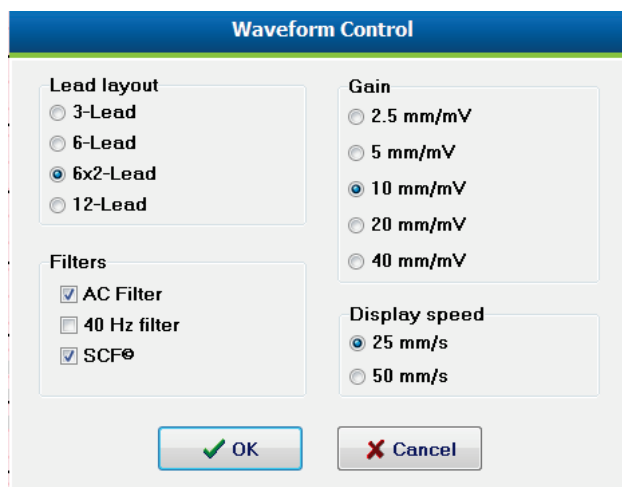 Waveform Control
Lead layout
3-Lead
6-Lead
6x2-Lead
12-Lead
Filters
AC Filter
40 Hz filter
SCF©
Gain
2.5 mm/mV
5 mm/mV
10 mm/mV
20 mm/mV
40 mm/mV
Display speed
25 mm/s
50 mm/s
OK
Cancel